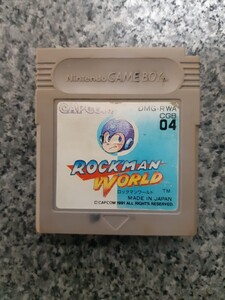 Nintendo GAME BOY
CAPCOM
DMG-RWA
CGB
04
ROCKMAN
WORLD
ロックマンワールド
TM
MADE IN JAPAN
©CAPCOM 1991 ALL RIGHTS RESERVED.